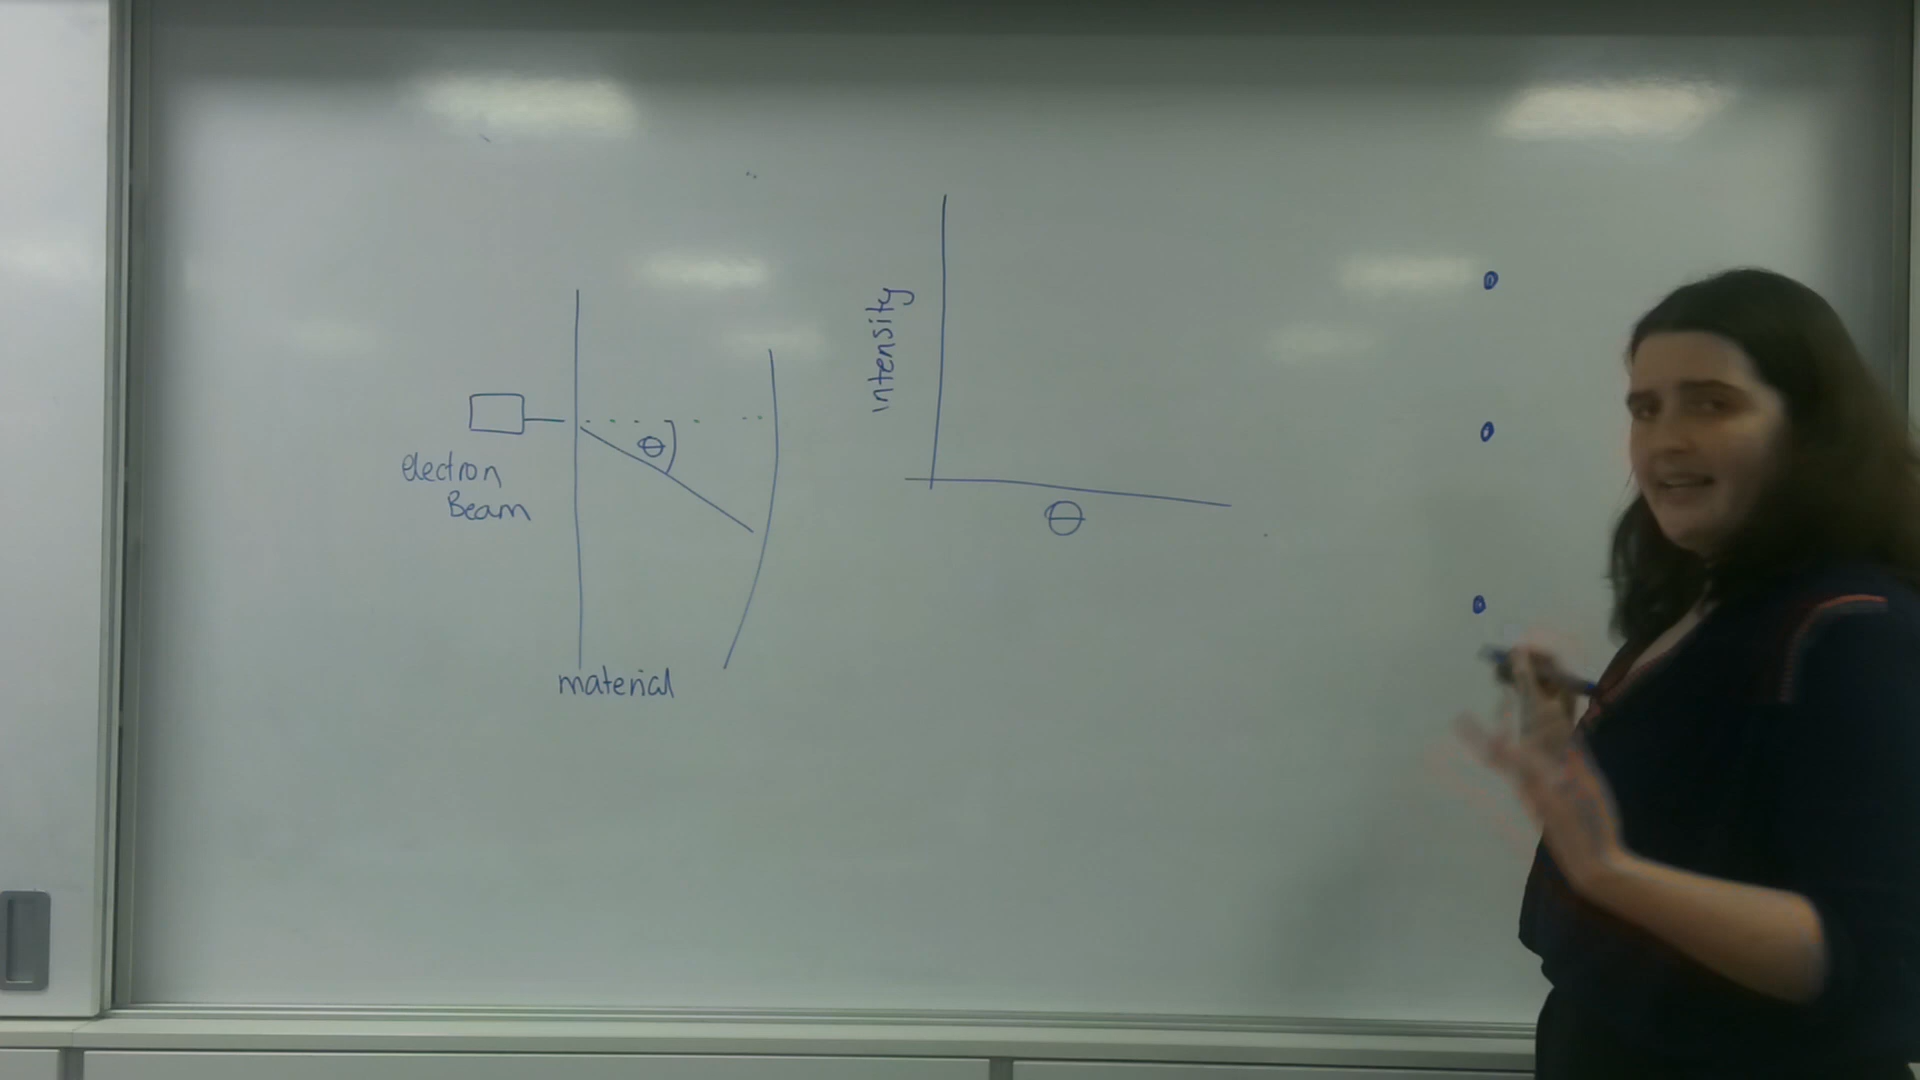 electron
Beam
θ
material
intensity
θ